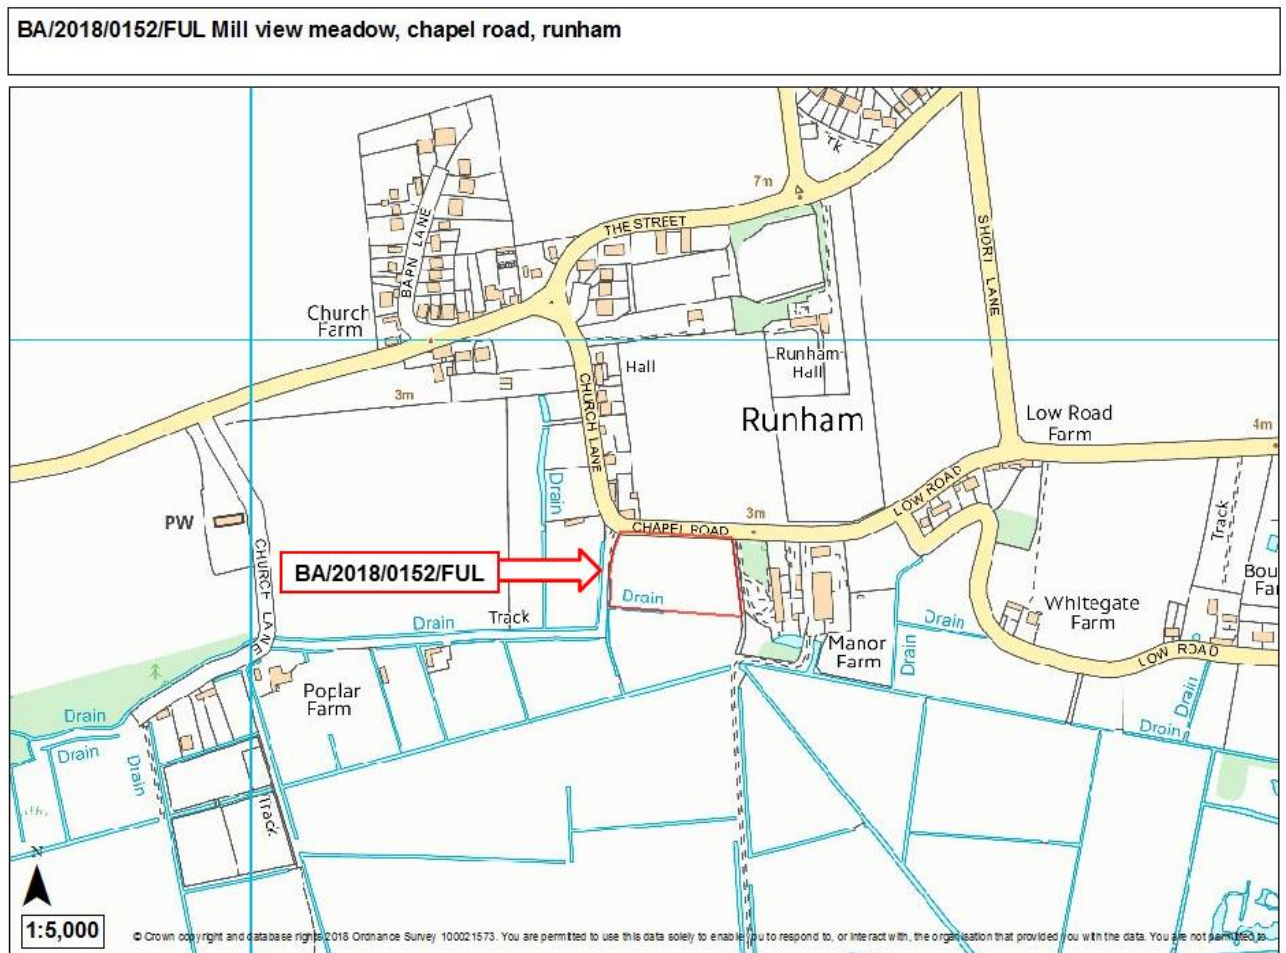 BA/2018/0152/FUL Mill view meadow, chapel road, runham
Tk
7m
THE STREET
SHORT LANE
BARN LANE
Church
Farm
Hall
Runham
Hall
3m
CHURCH LANE
Runham
Low Road
Farm
4m
Drain
LOW ROAD
PW
3m
CHAPEL ROAD
Track
CHURCH LANE
BA/2018/0152/FUL
Drain
Track
Drain
Drain
Whitegate
Farm
Manor
Farm
Drain
LOW ROAD
Poplar
Farm
Drain
Drain
Drain
Drain
Drain
Track
N
1:5,000
© Crown copyright and database rights 2018 Ordnance Survey 100021573. You are permitted to use this data solely to enable you to respond to, or interact with, the organisation that provided you with the data. You are not permitted to